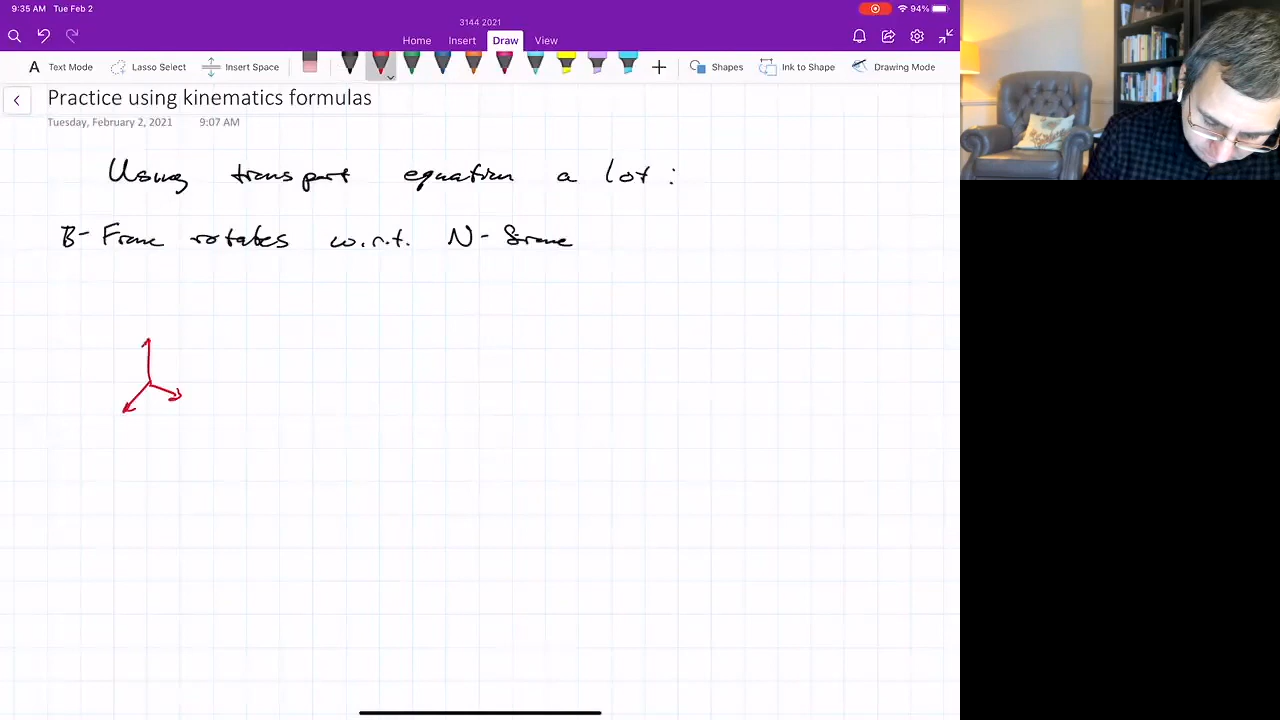 9:35 AM Tue Feb 2
94%
3144 2021
Home Insert Draw View
A Text Mode Lasso Select Insert Space Shapes Ink to Shape Drawing Mode
Practice using kinematics formulas
Tuesday, February 2, 2021 9:07 AM
Using transport equation a lot :
B- Frame rotates w.r.t. N- frame